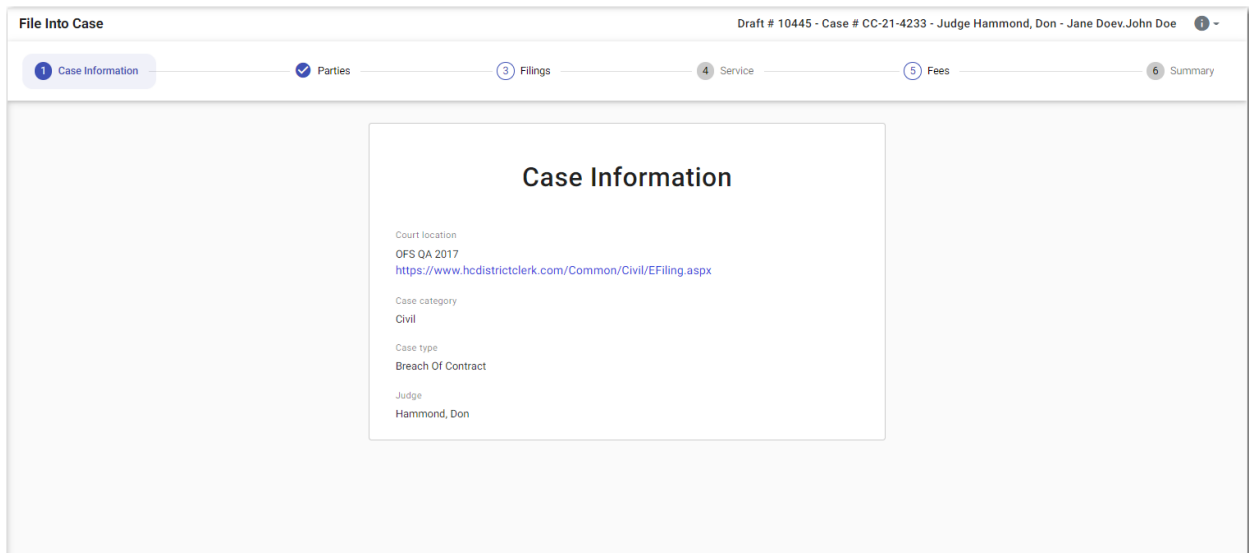 File Into Case
Draft # 10445 - Case # CC-21-4233 - Judge Hammond, Don - Jane Doev.John Doe
1 Case Information
Parties
3 Filings
4 Service
5 Fees
6 Summary
Case Information
Court location
OFS QA 2017
https://www.hcdistrictclerk.com/Common/Civil/EFiling.aspx
Case category
Civil
Case type
Breach Of Contract
Judge
Hammond, Don